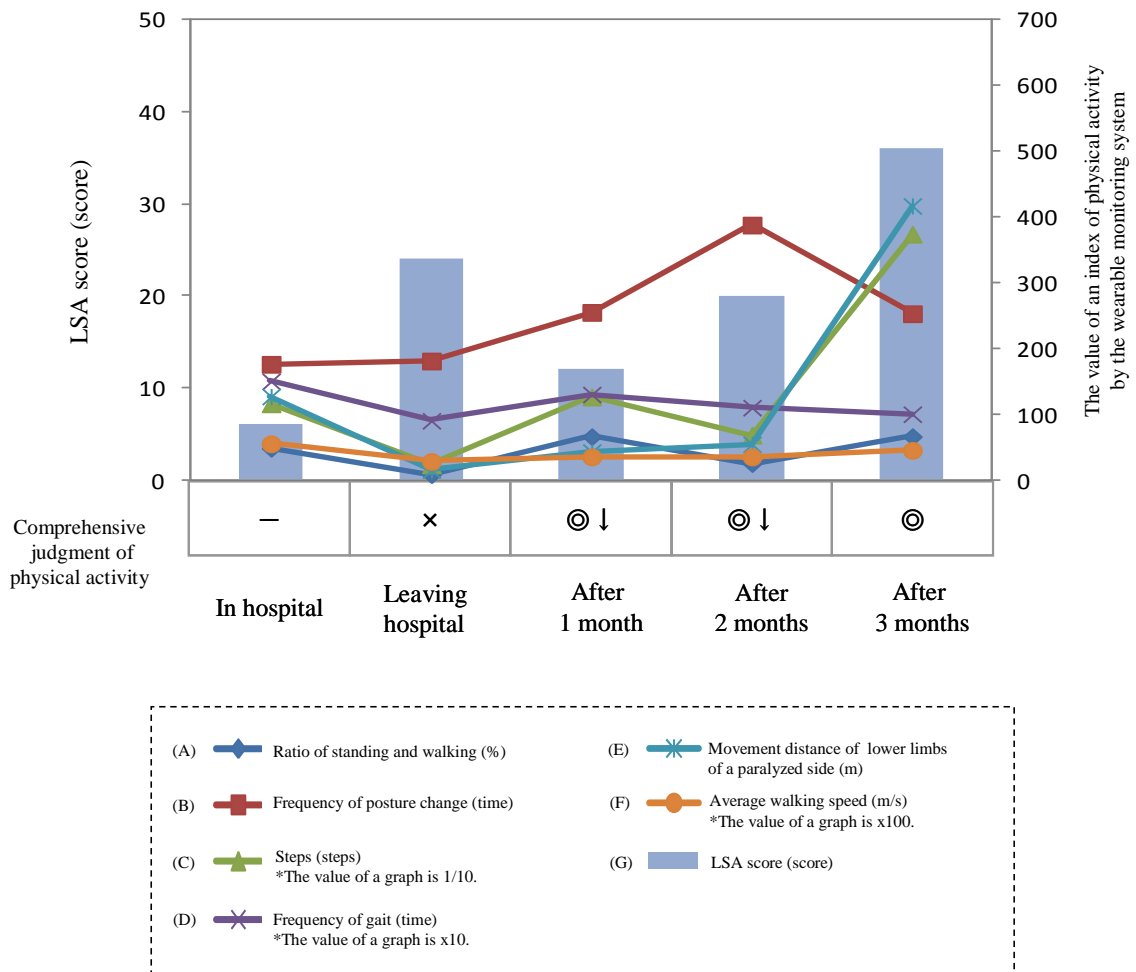 50
40
30
20
10
0
LSA score (score)
700
600
500
400
300
200
100
0
The value of an index of physical activity
by the wearable monitoring system
Comprehensive
judgment of
physical activity
— × ◎↓ ◎↓ ◎
In hospital
Leaving
hospital
After
1 month
After
2 months
After
3 months
(A) Ratio of standing and walking (%)
(B) Frequency of posture change (time)
(C) Steps (steps)
*The value of a graph is 1/10.
(D) Frequency of gait (time)
*The value of a graph is x10.
(E) Movement distance of lower limbs
of a paralyzed side (m)
(F) Average walking speed (m/s)
*The value of a graph is x100.
(G) LSA score (score)